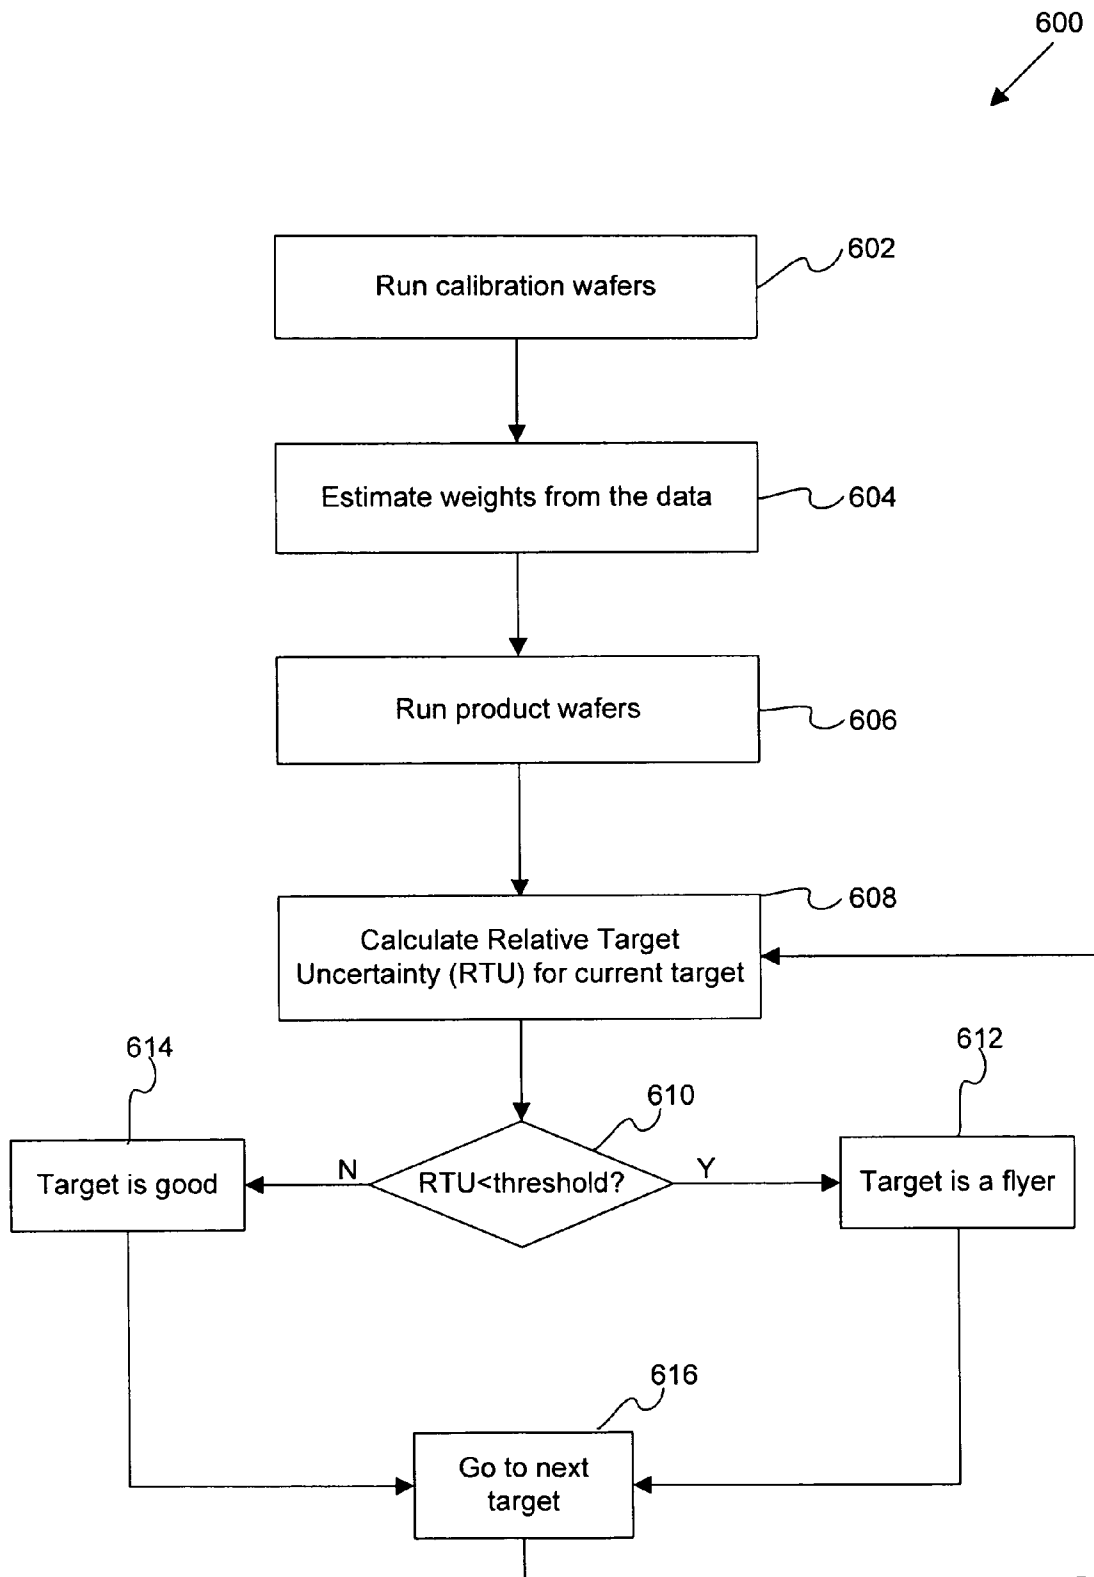 600
Run calibration wafers
602
Estimate weights from the data
604
Run product wafers
606
608
Calculate Relative Target
Uncertainty (RTU) for current target
614
612
610
Target is good
N
RTU<threshold?
Y
Target is a flyer
616
Go to next
target